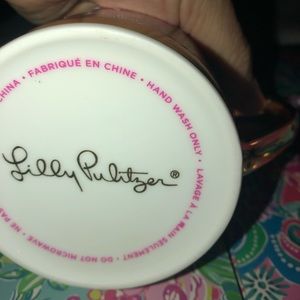 CHINA • FABRIQUÉ EN CHINE • HAND WASH ONLY • LAVAGE À LA MAIN SEULEMENT • DO NOT MICROWAVE • NE PAS
Lilly Pulitzer®